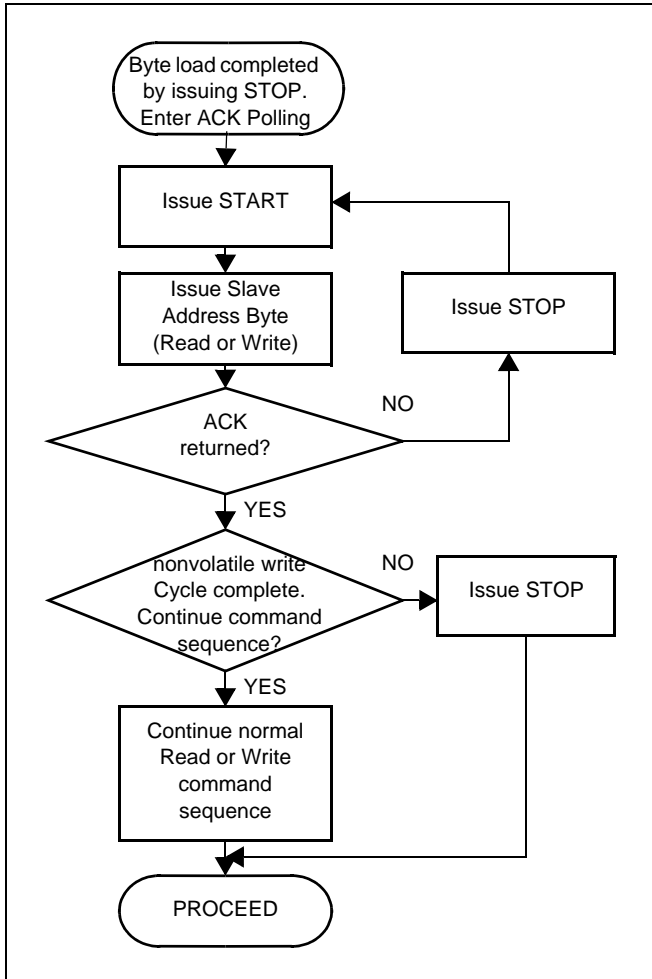 Byte load completed
by issuing STOP.
Enter ACK Polling
Issue START
Issue Slave
Address Byte
(Read or Write)
Issue STOP
ACK
returned?
NO
YES
nonvolatile write
Cycle complete.
Continue command
sequence?
NO
Issue STOP
YES
Continue normal
Read or Write
command
sequence
PROCEED